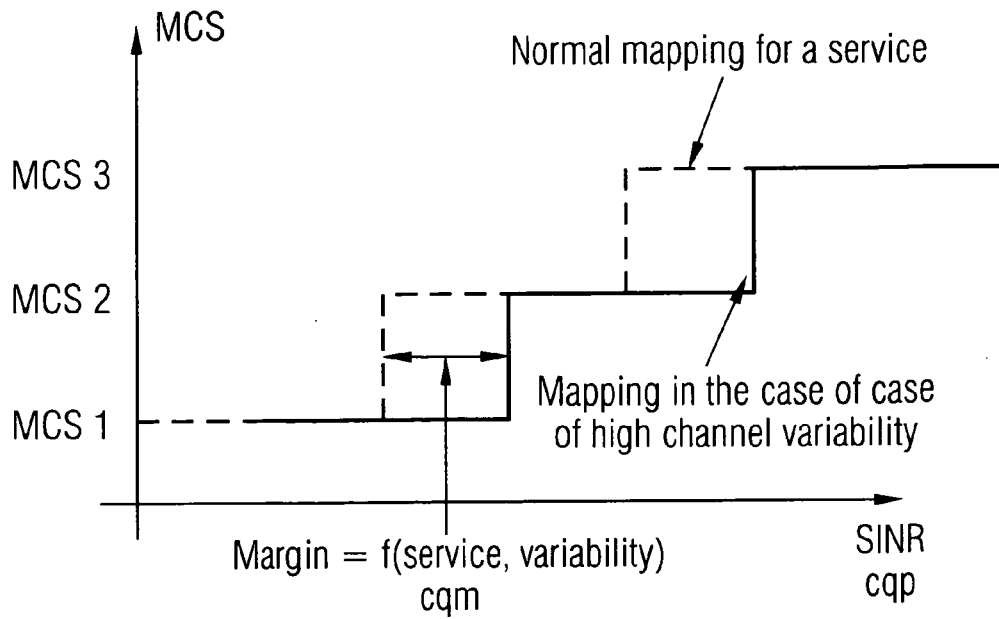 MCS
Normal mapping for a service
MCS 3
MCS 2
MCS 1
Mapping in the case of case
of high channel variability
Margin = f(service, variability)
cqm
SINR
cqp